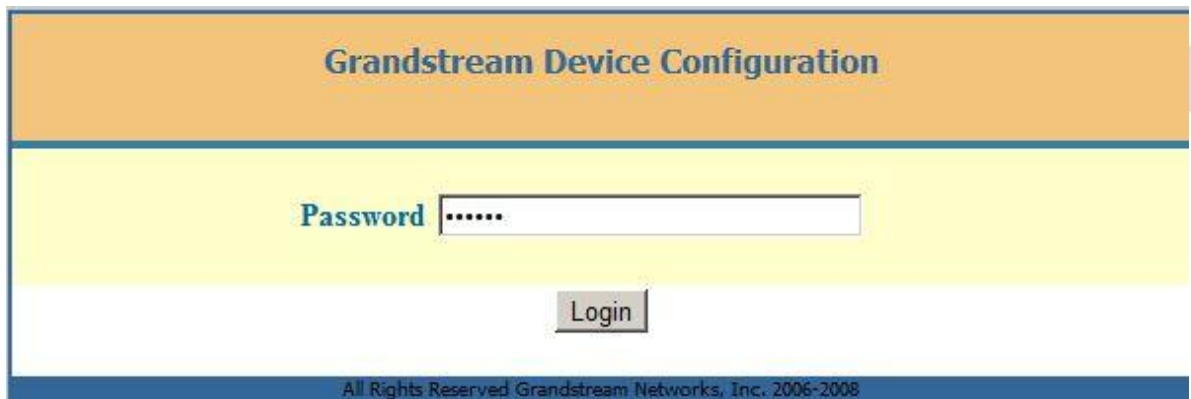 Grandstream Device Configuration
Password ••••••
Login
All Rights Reserved Grandstream Networks, Inc. 2006-2008